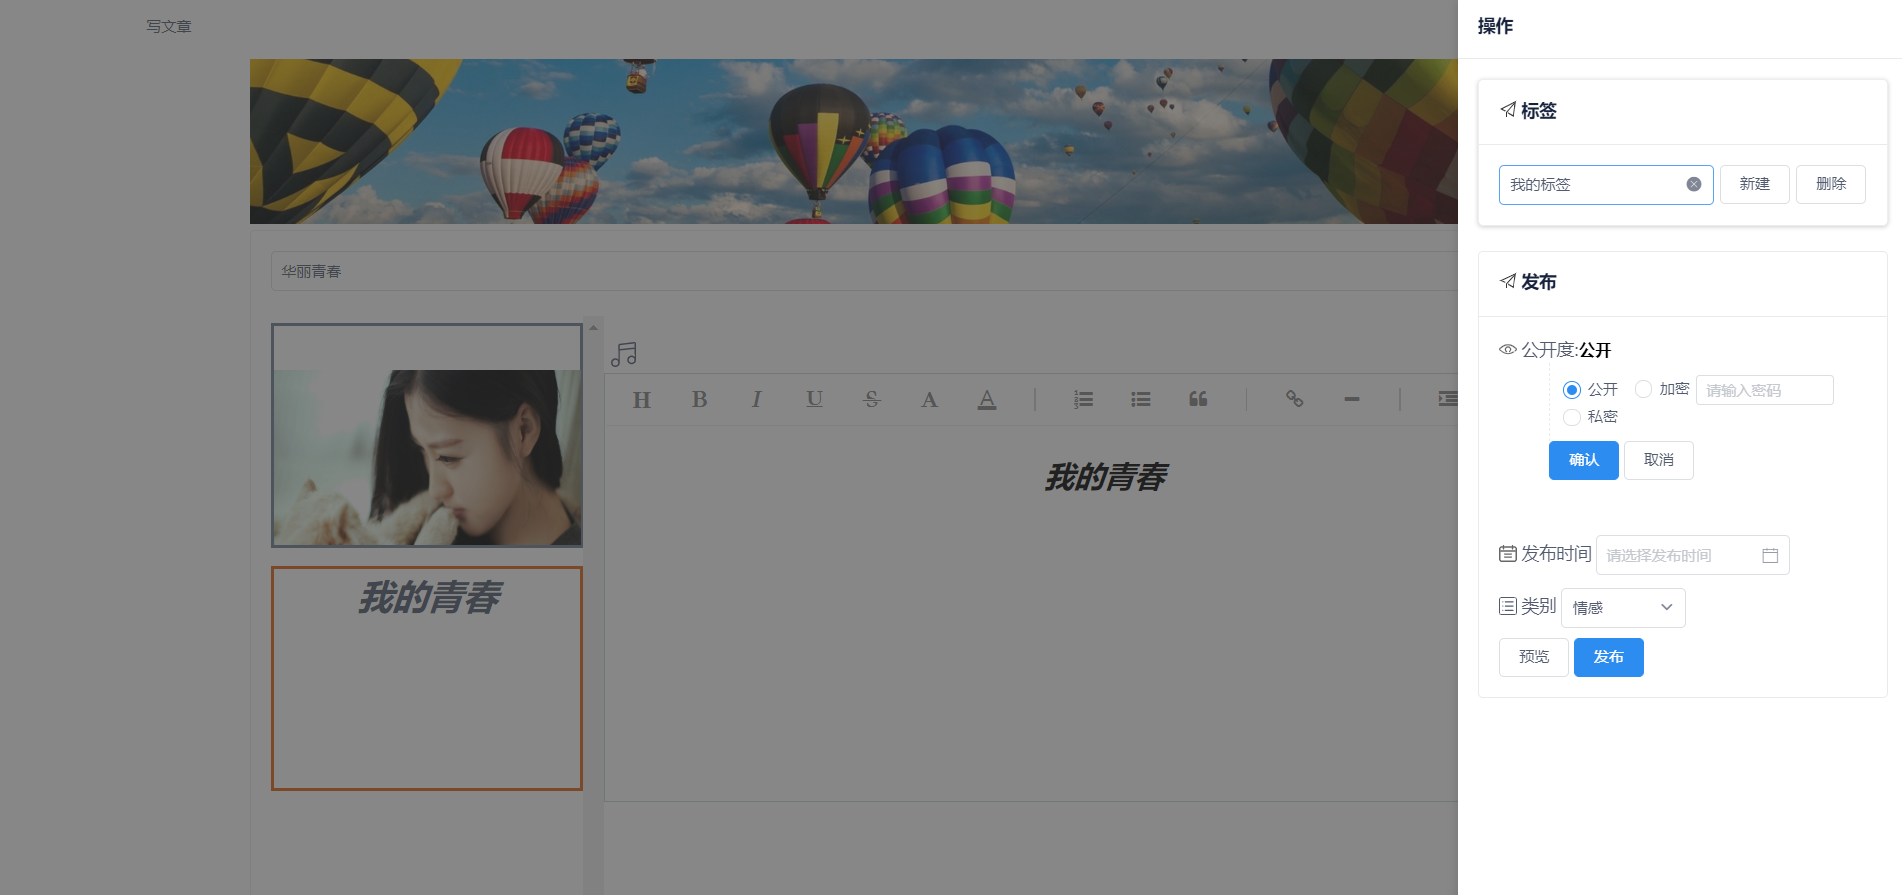 写文章
华丽青春
H B I U S A A
我的青春
我的青春
操作
标签
我的标签 新建 删除
发布
公开度:公开
公开 加密 请输入密码
私密
确认 取消
发布时间 请选择发布时间
类别 情感
预览 发布